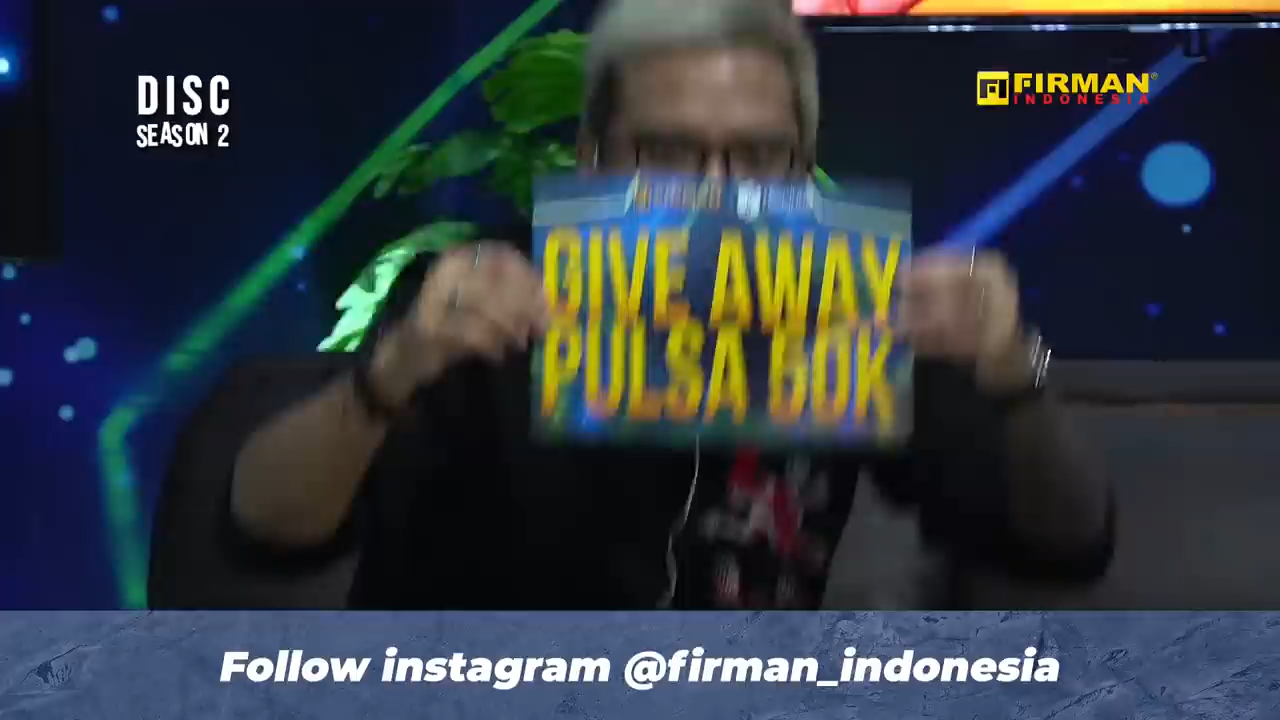 DISC
SEASON 2
FIRMAN®
INDONESIA
GIVE AWAY
PULSA 50K
Follow instagram @firman_indonesia